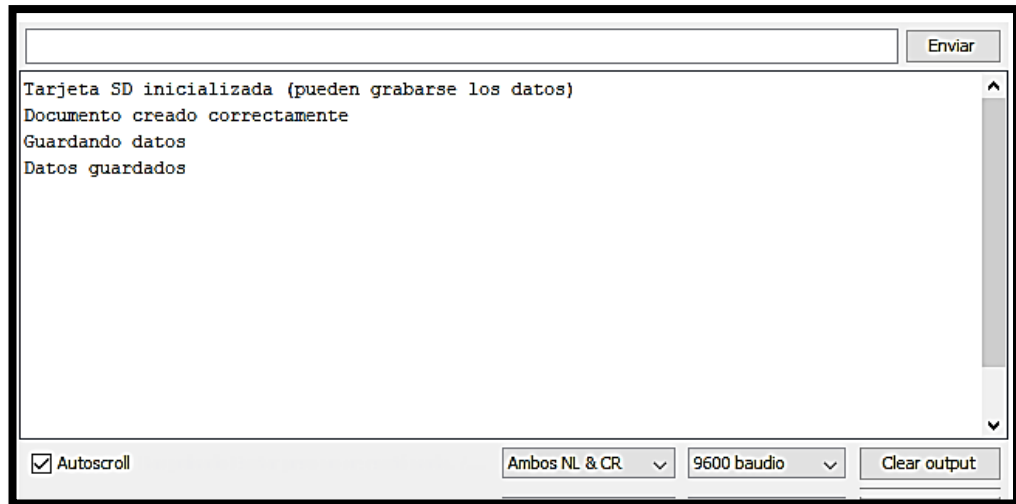 Enviar
Tarjeta SD inicializada (pueden grabarse los datos)
Documento creado correctamente
Guardando datos
Datos guardados
Autoscroll
Ambos NL & CR
9600 baudio
Clear output